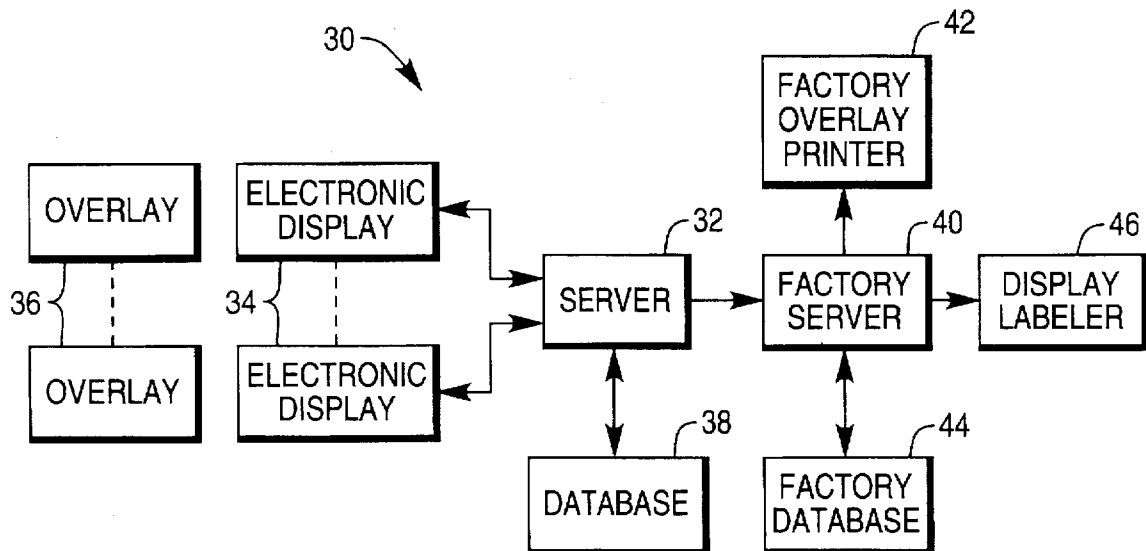 30
42
FACTORY
OVERLAY
PRINTER
OVERLAY
ELECTRONIC
DISPLAY
32
40
46
36
34
SERVER
FACTORY
SERVER
DISPLAY
LABELER
OVERLAY
ELECTRONIC
DISPLAY
38
44
DATABASE
FACTORY
DATABASE